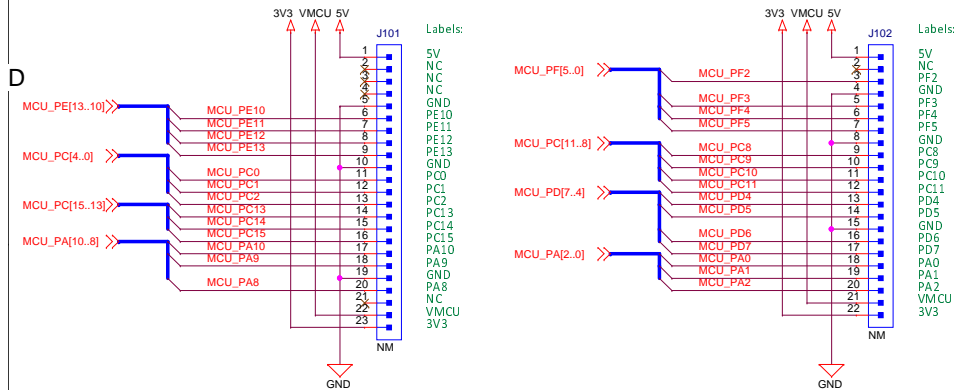 D
3V3 VMCU 5V
J101
Labels:
1 5V
2 NC
3 NC
4 NC
5 GND
MCU_PE[13..10]
MCU_PE10 6 PE10
MCU_PE11 7 PE11
MCU_PE12 8 PE12
MCU_PE13 9 PE13
10 GND
MCU_PC[4..0]
MCU_PC0 11 PC0
MCU_PC1 12 PC1
MCU_PC2 13 PC2
MCU_PC[15..13]
MCU_PC13 14 PC13
MCU_PC14 15 PC14
MCU_PC15 16 PC15
MCU_PA[10..8]
MCU_PA10 17 PA10
MCU_PA9 18 PA9
19 GND
MCU_PA8 20 PA8
21 NC
22 VMCU
23 3V3
NM
GND
3V3 VMCU 5V
J102
Labels:
1 5V
2 NC
MCU_PF[5..0]
MCU_PF2 3 PF2
4 GND
MCU_PF3 5 PF3
MCU_PF4 6 PF4
MCU_PF5 7 PF5
8 GND
MCU_PC[11..8]
MCU_PC8 9 PC8
MCU_PC9 10 PC9
MCU_PC10 11 PC10
MCU_PC11 12 PC11
MCU_PD[7..4]
MCU_PD4 13 PD4
MCU_PD5 14 PD5
15 GND
MCU_PD6 16 PD6
MCU_PD7 17 PD7
MCU_PA[2..0]
MCU_PA0 18 PA0
MCU_PA1 19 PA1
MCU_PA2 20 PA2
21 VMCU
22 3V3
NM
GND